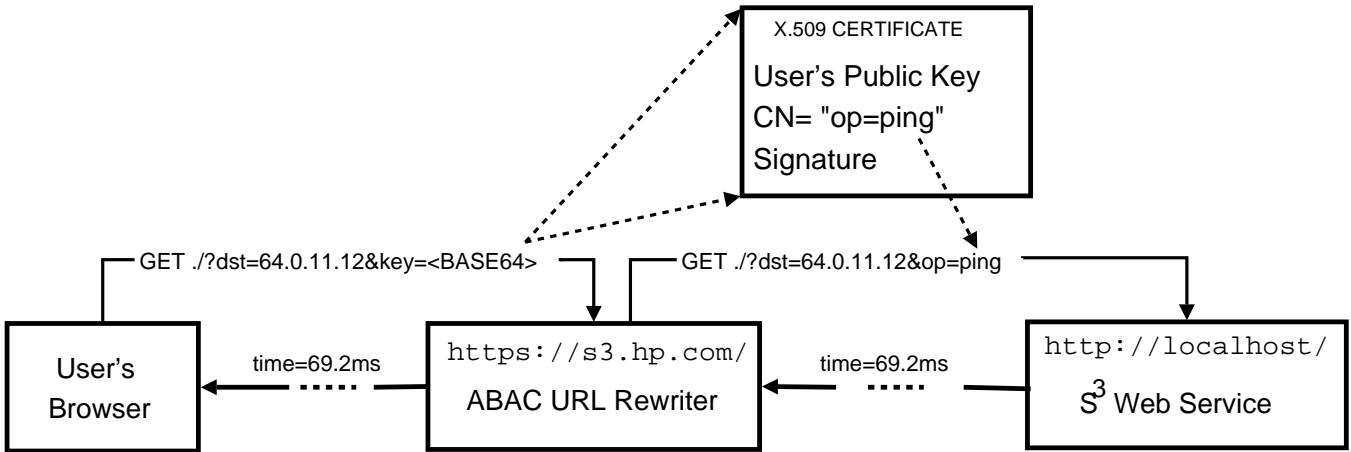 X.509 CERTIFICATE
User’s Public Key
CN= "op=ping"
Signature
GET ./?dst=64.0.11.12&key=<BASE64>
GET ./?dst=64.0.11.12&op=ping
User’s
Browser
time=69.2ms
https://s3.hp.com/
ABAC URL Rewriter
time=69.2ms
http://localhost/
S3 Web Service